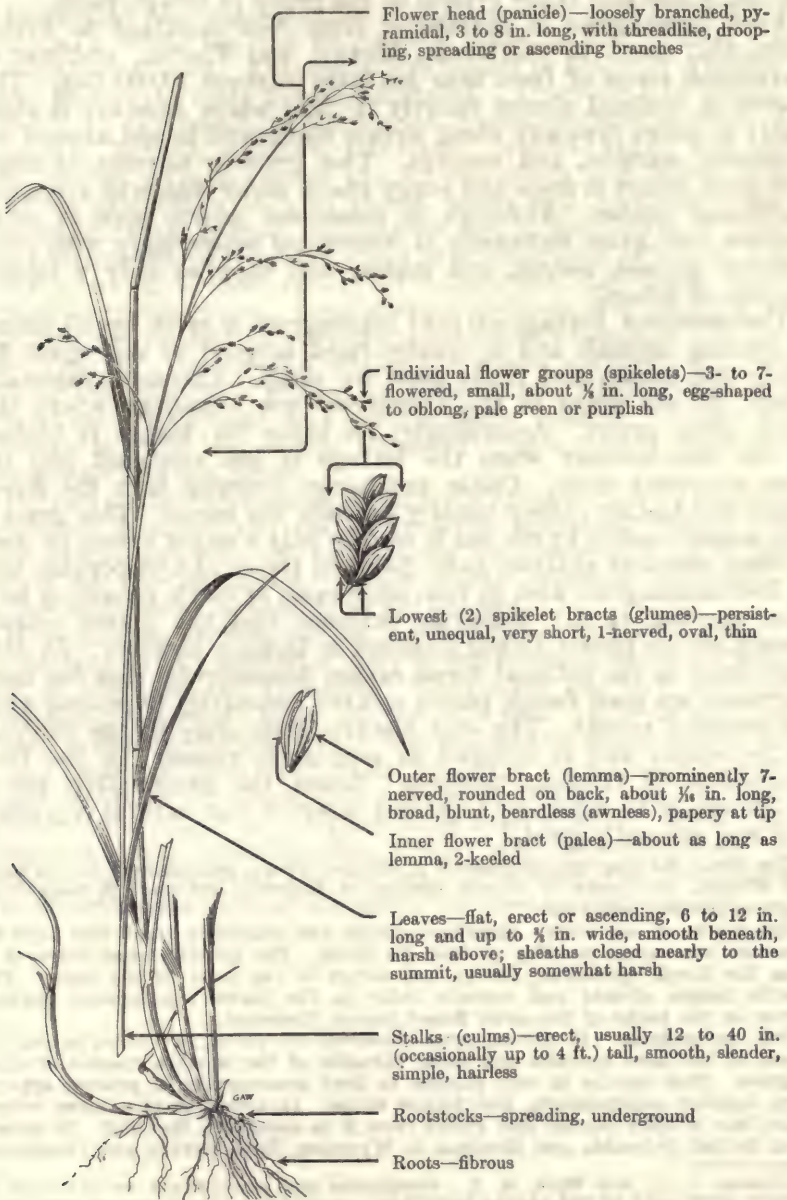 Flower head (panicle)—loosely branched, py-
ramidal, 3 to 8 in. long, with threadlike, droop-
ing, spreading or ascending branches
Individual flower groups (spikelets)—3- to 7-
flowered, small, about in. long, egg-shaped
to oblong, pale green or purplish
Lowest (2) spikelet bracts (glumes)—persist-
ent, unequal, very short, 1-nerved, oval, thin
Outer flower bract (lemma)—prominently 7-
nerved, rounded on back, about 1/16 in. long,
broad, blunt, beardless (awnless), papery at tip
Inner flower bract (palea)—about as long as
lemma, 2-keeled
Leaves—flat, erect or ascending, 6 to 12 in.
long and up to in. wide, smooth beneath,
harsh above; sheaths closed nearly to the
summit, usually somewhat harsh
Stalks (culms)—erect, usually 12 to 40 in.
(occasionally up to 4 ft.) tall, smooth, slender,
simple, hairless
GAW
Rootstocks—spreading, underground
Roots—fibrous